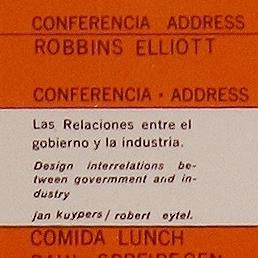 CONFERENCIA ADDRESS
ROBBINS ELLIOTT
CONFERENCIA • ADDRESS
Las Relaciones entre el
gobierno y la industria.
Design interrelations be-
tween government and in-
dustry
jan kuypers / robert eytel.
COMIDA LUNCH